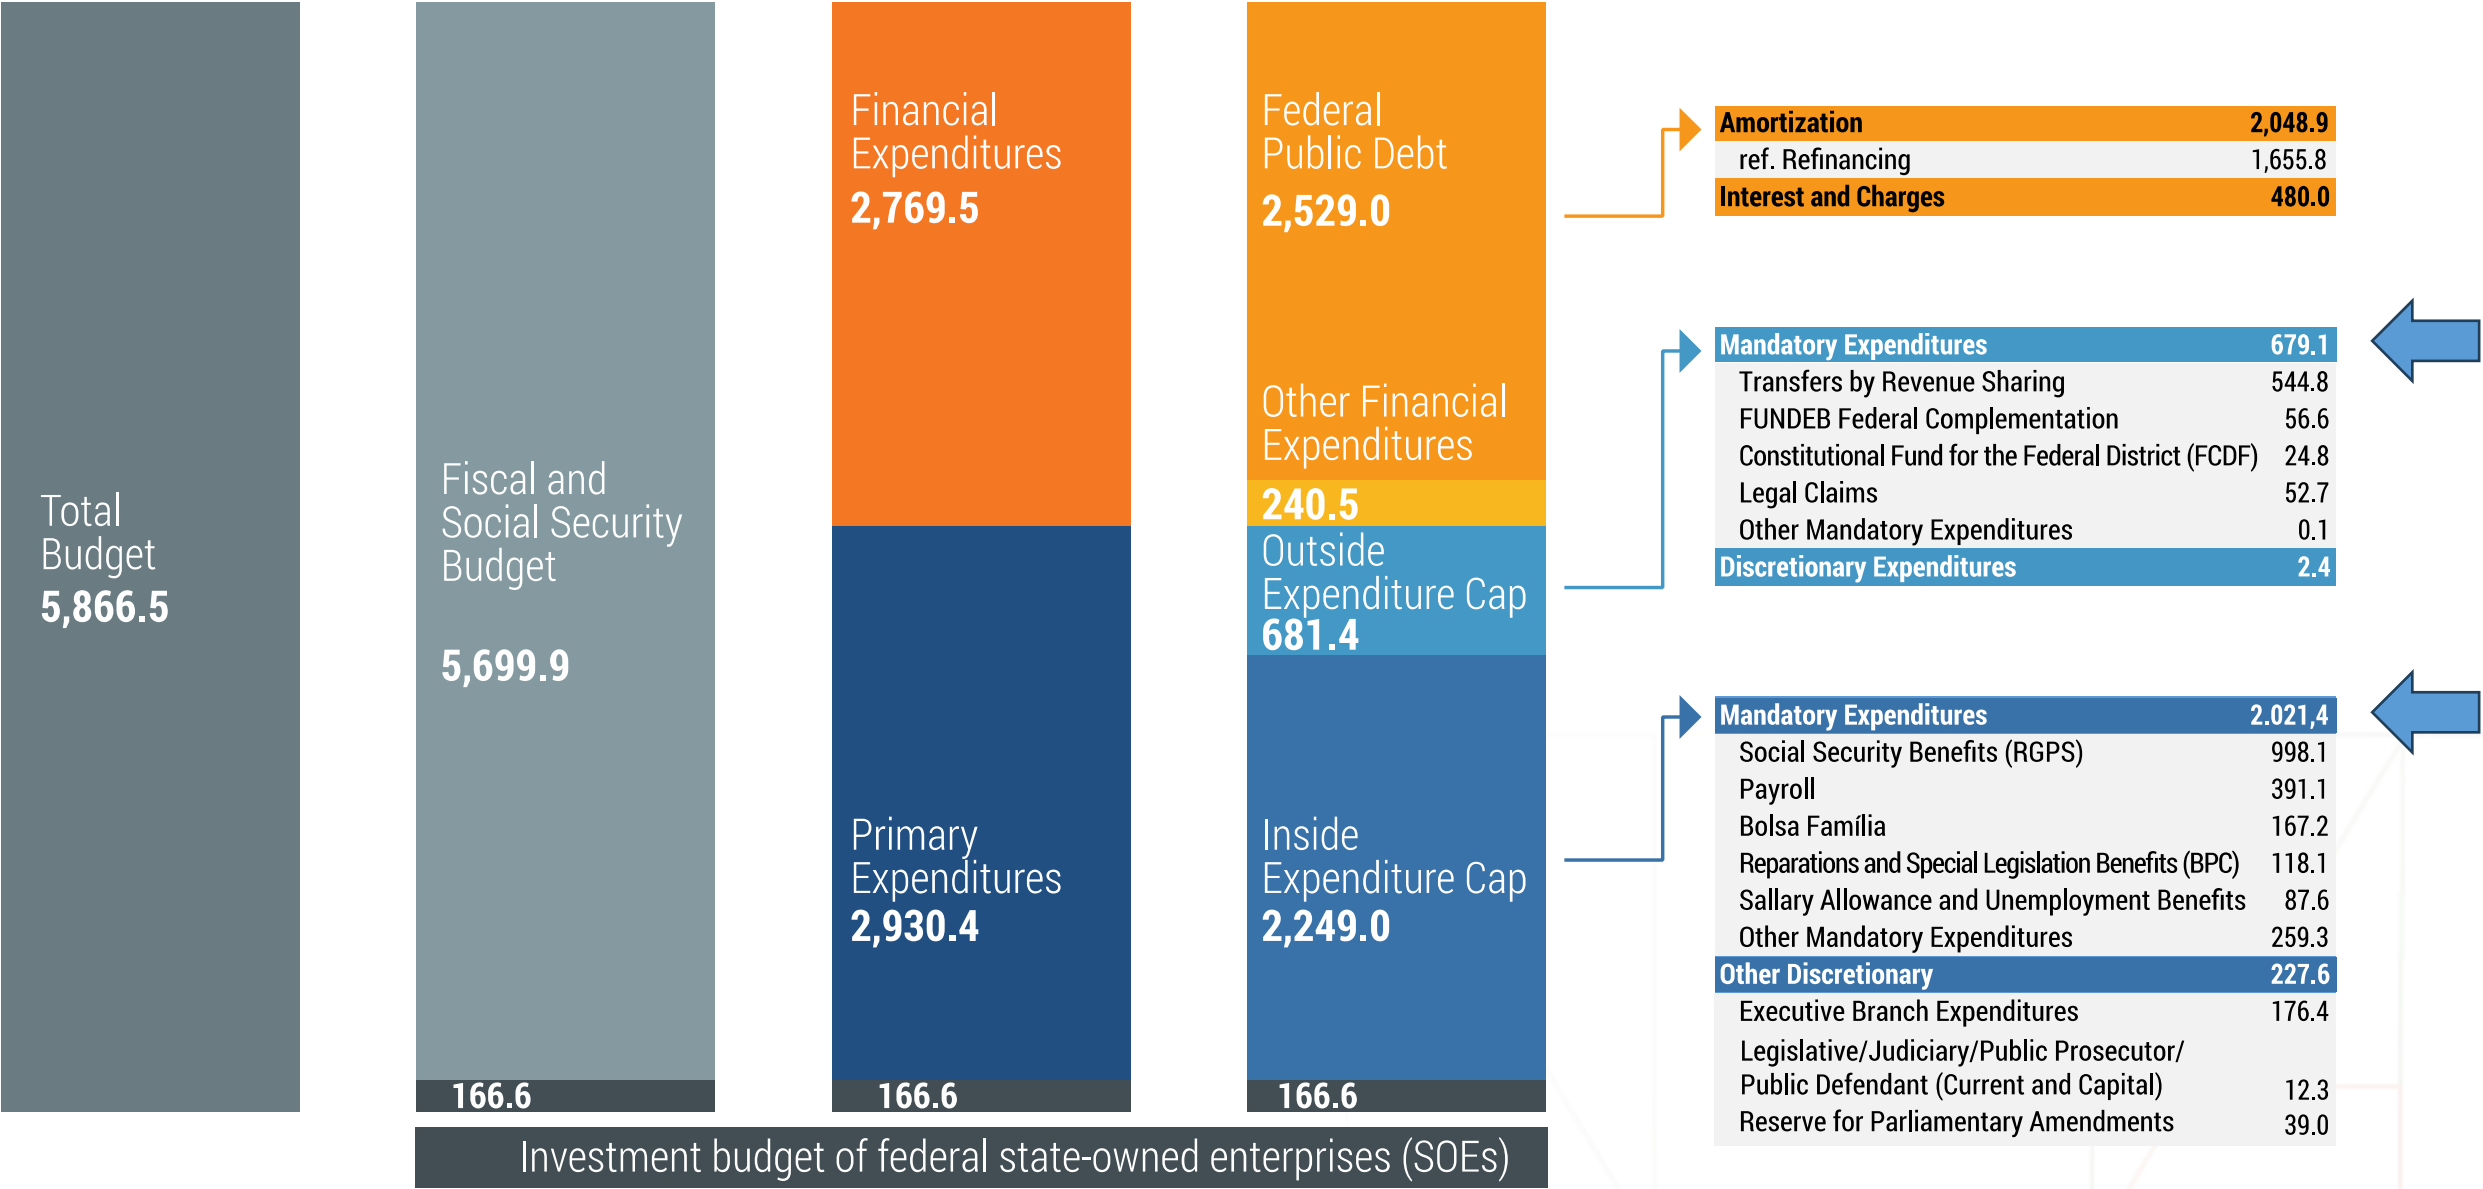 Total
Budget
5,866.5
Fiscal and
Social Security
Budget
5,699.9
166.6
Financial
Expenditures
2,769.5
Primary
Expenditures
2,930.4
166.6
Federal
Public Debt
2,529.0
Other Financial
Expenditures
240.5
Outside
Expenditure Cap
681.4
Inside
Expenditure Cap
2,249.0
166.6
Investment budget of federal state-owned enterprises (SOEs)
Amortization 2,048.9
ref. Refinancing 1,655.8
Interest and Charges 480.0
Mandatory Expenditures 679.1
Transfers by Revenue Sharing 544.8
FUNDEB Federal Complementation 56.6
Constitutional Fund for the Federal District (FCDF) 24.8
Legal Claims 52.7
Other Mandatory Expenditures 0.1
Discretionary Expenditures 2.4
Mandatory Expenditures 2.021,4
Social Security Benefits (RGPS) 998.1
Payroll 391.1
Bolsa Família 167.2
Reparations and Special Legislation Benefits (BPC) 118.1
Sallary Allowance and Unemployment Benefits 87.6
Other Mandatory Expenditures 259.3
Other Discretionary 227.6
Executive Branch Expenditures 176.4
Legislative/Judiciary/Public Prosecutor/
Public Defendant (Current and Capital) 12.3
Reserve for Parliamentary Amendments 39.0